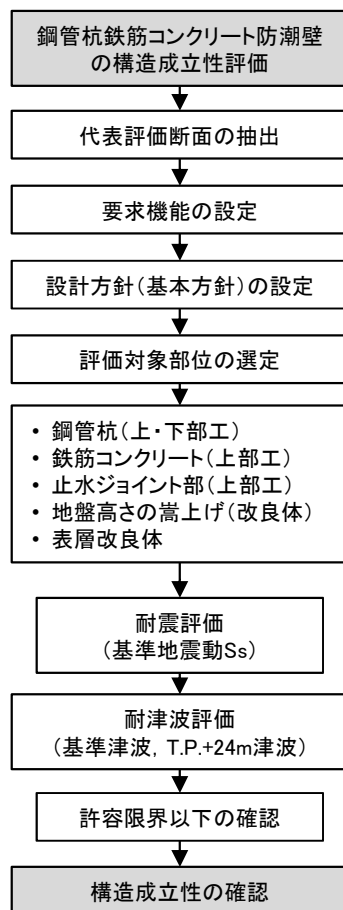 鋼管杭鉄筋コンクリート防潮壁
の構造成立性評価
代表評価断面の抽出
要求機能の設定
設計方針（基本方針）の設定
評価対象部位の選定
• 鋼管杭（上・下部工）
• 鉄筋コンクリート（上部工）
• 止水ジョイント部（上部工）
• 地盤高さの嵩上げ（改良体）
• 表層改良体
耐震評価
（基準地震動Ss）
耐津波評価
（基準津波，T.P.+24m津波）
許容限界以下の確認
構造成立性の確認